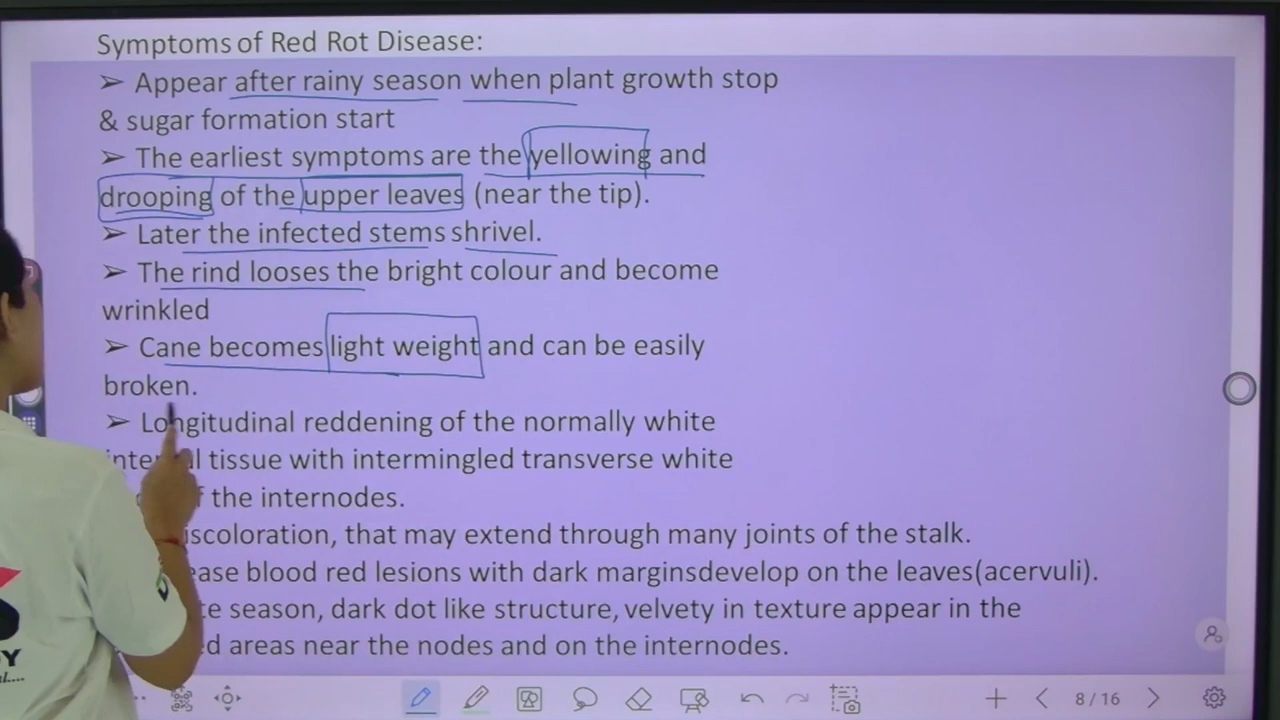 Symptoms of Red Rot Disease:
➢ Appear after rainy season when plant growth stop
& sugar formation start
➢ The earliest symptoms are the yellowing and
drooping of the upper leaves (near the tip).
➢ Later the infected stems shrivel.
➢ The rind looses the bright colour and become
wrinkled
➢ Cane becomes light weight and can be easily
broken.
➢ Longitudinal reddening of the normally white
tissue with intermingled transverse white
the internodes.
that may extend through many joints of the stalk.
blood red lesions with dark marginsdevelop on the leaves(acervuli).
season, dark dot like structure, velvety in texture appear in the
areas near the nodes and on the internodes.
8 / 16